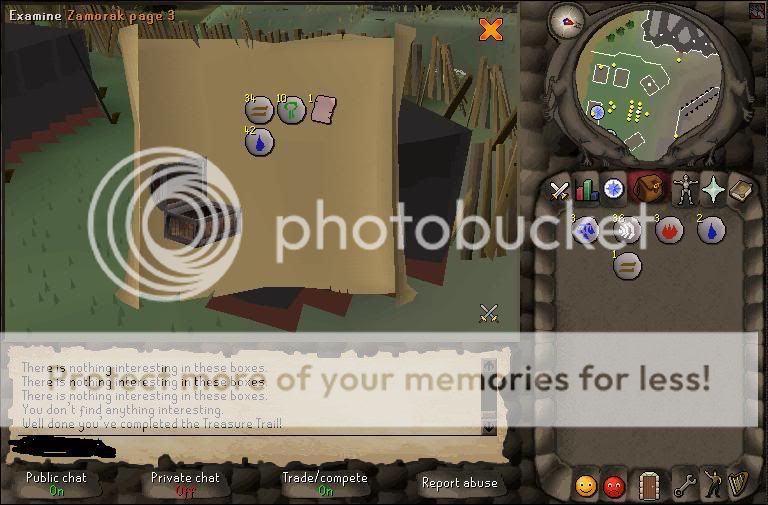 Examine Zamorak page 3
34 10 1
42
3 3 2
1
photobucket
Protect more of your memories for less!
There is nothing interesting in these boxes.
There is nothing interesting in these boxes.
There is nothing interesting in these boxes.
You don't find anything interesting.
Well done you've completed the Treasure Trail!
Public chat Private chat Trade/compete Report abuse
On Off On